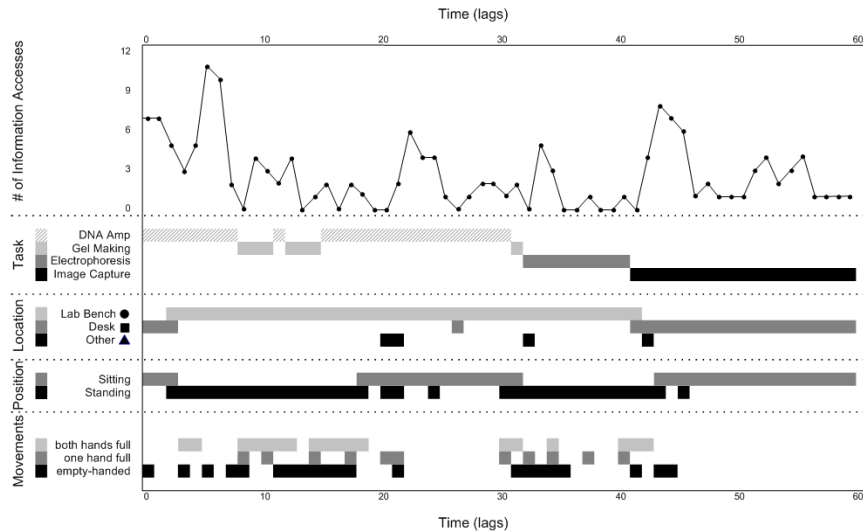 Time (lags)
0 10 20 30 40 50 60
# of Information Accesses
12
9
6
3
0
Task
DNA Amp
Gel Making
Electrophoresis
Image Capture
Location
Lab Bench
Desk
Other
Position
Sitting
Standing
Movements
both hands full
one hand full
empty-handed
0 10 20 30 40 50 60
Time (lags)